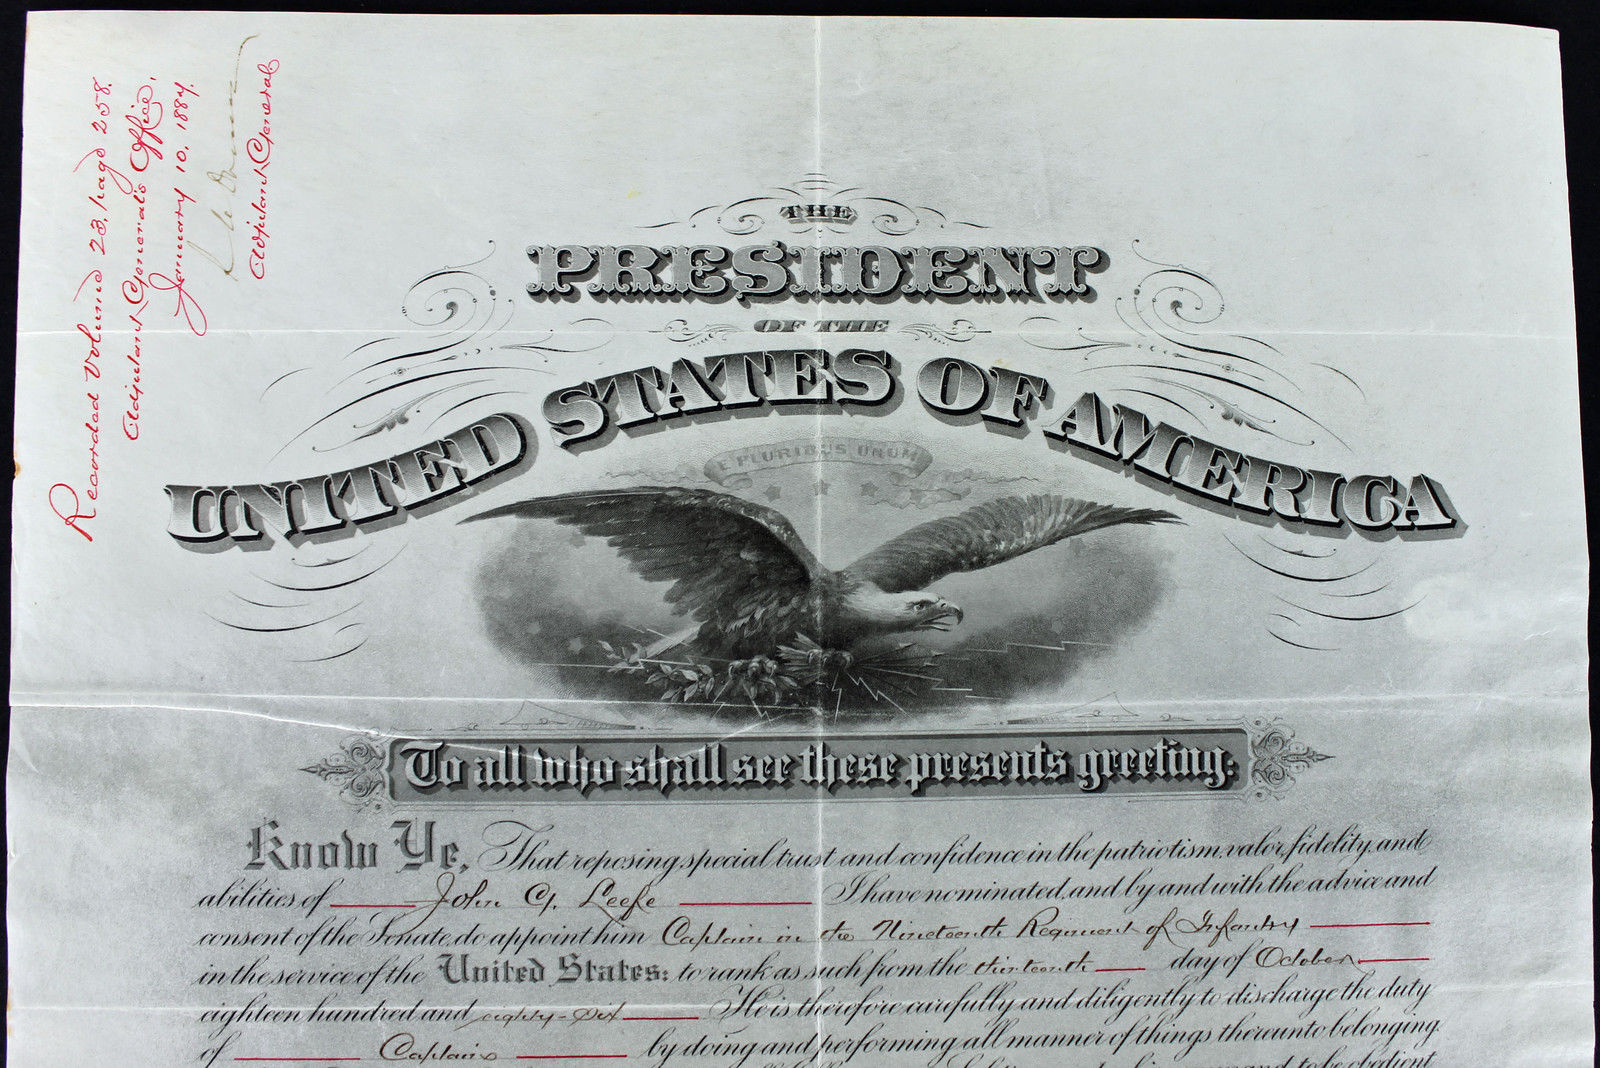 Recorded Volume 23, page 258.
Adjutant General's Office,
January 10, 1887.
Adjutant General.
THE
PRESIDENT
OF THE
UNITED STATES OF AMERICA
E PLURIBUS UNUM
To all who shall see these presents greeting:
Know Ye, That reposing special trust and confidence in the patriotism, valor, fidelity, and
abilities of John G. Leefe I have nominated, and by and with the advice and
consent of the Senate, do appoint him Captain in the Nineteenth Regiment of Infantry
in the service of the United States: to rank as such from the thirteenth day of October
eighteen hundred and eighty-six He is therefore carefully and diligently to discharge the duty
of Captain by doing and performing all manner of things thereunto belonging.
and to be obedient